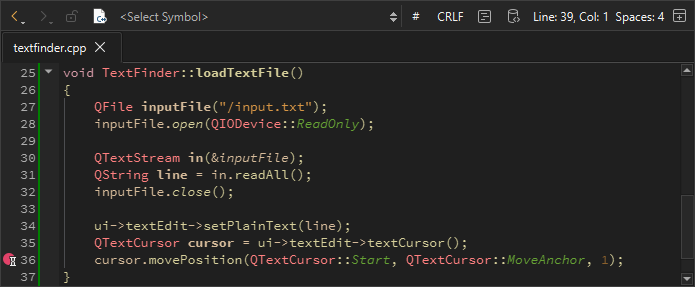 <Select Symbol> # CRLF Line: 39, Col: 1 Spaces: 4
textfinder.cpp
25 void TextFinder::loadTextFile()
26 {
27     QFile inputFile("/input.txt");
28     inputFile.open(QIODevice::ReadOnly);
29
30     QTextStream in(&inputFile);
31     QString line = in.readAll();
32     inputFile.close();
33
34     ui->textEdit->setPlainText(line);
35     QTextCursor cursor = ui->textEdit->textCursor();
36     cursor.movePosition(QTextCursor::Start, QTextCursor::MoveAnchor, 1);
37 }